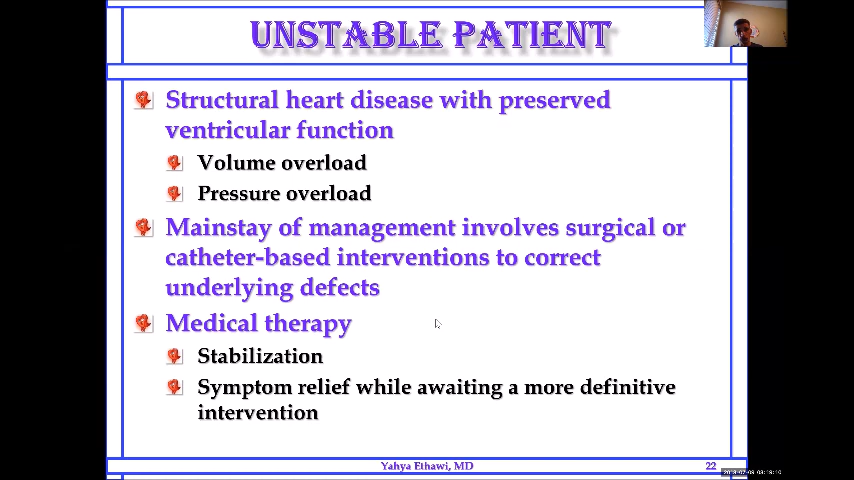 UNSTABLE PATIENT
Structural heart disease with preserved
ventricular function
Volume overload
Pressure overload
Mainstay of management involves surgical or
catheter-based interventions to correct
underlying defects
Medical therapy
Stabilization
Symptom relief while awaiting a more definitive
intervention
Yahya Ethawi, MD
22